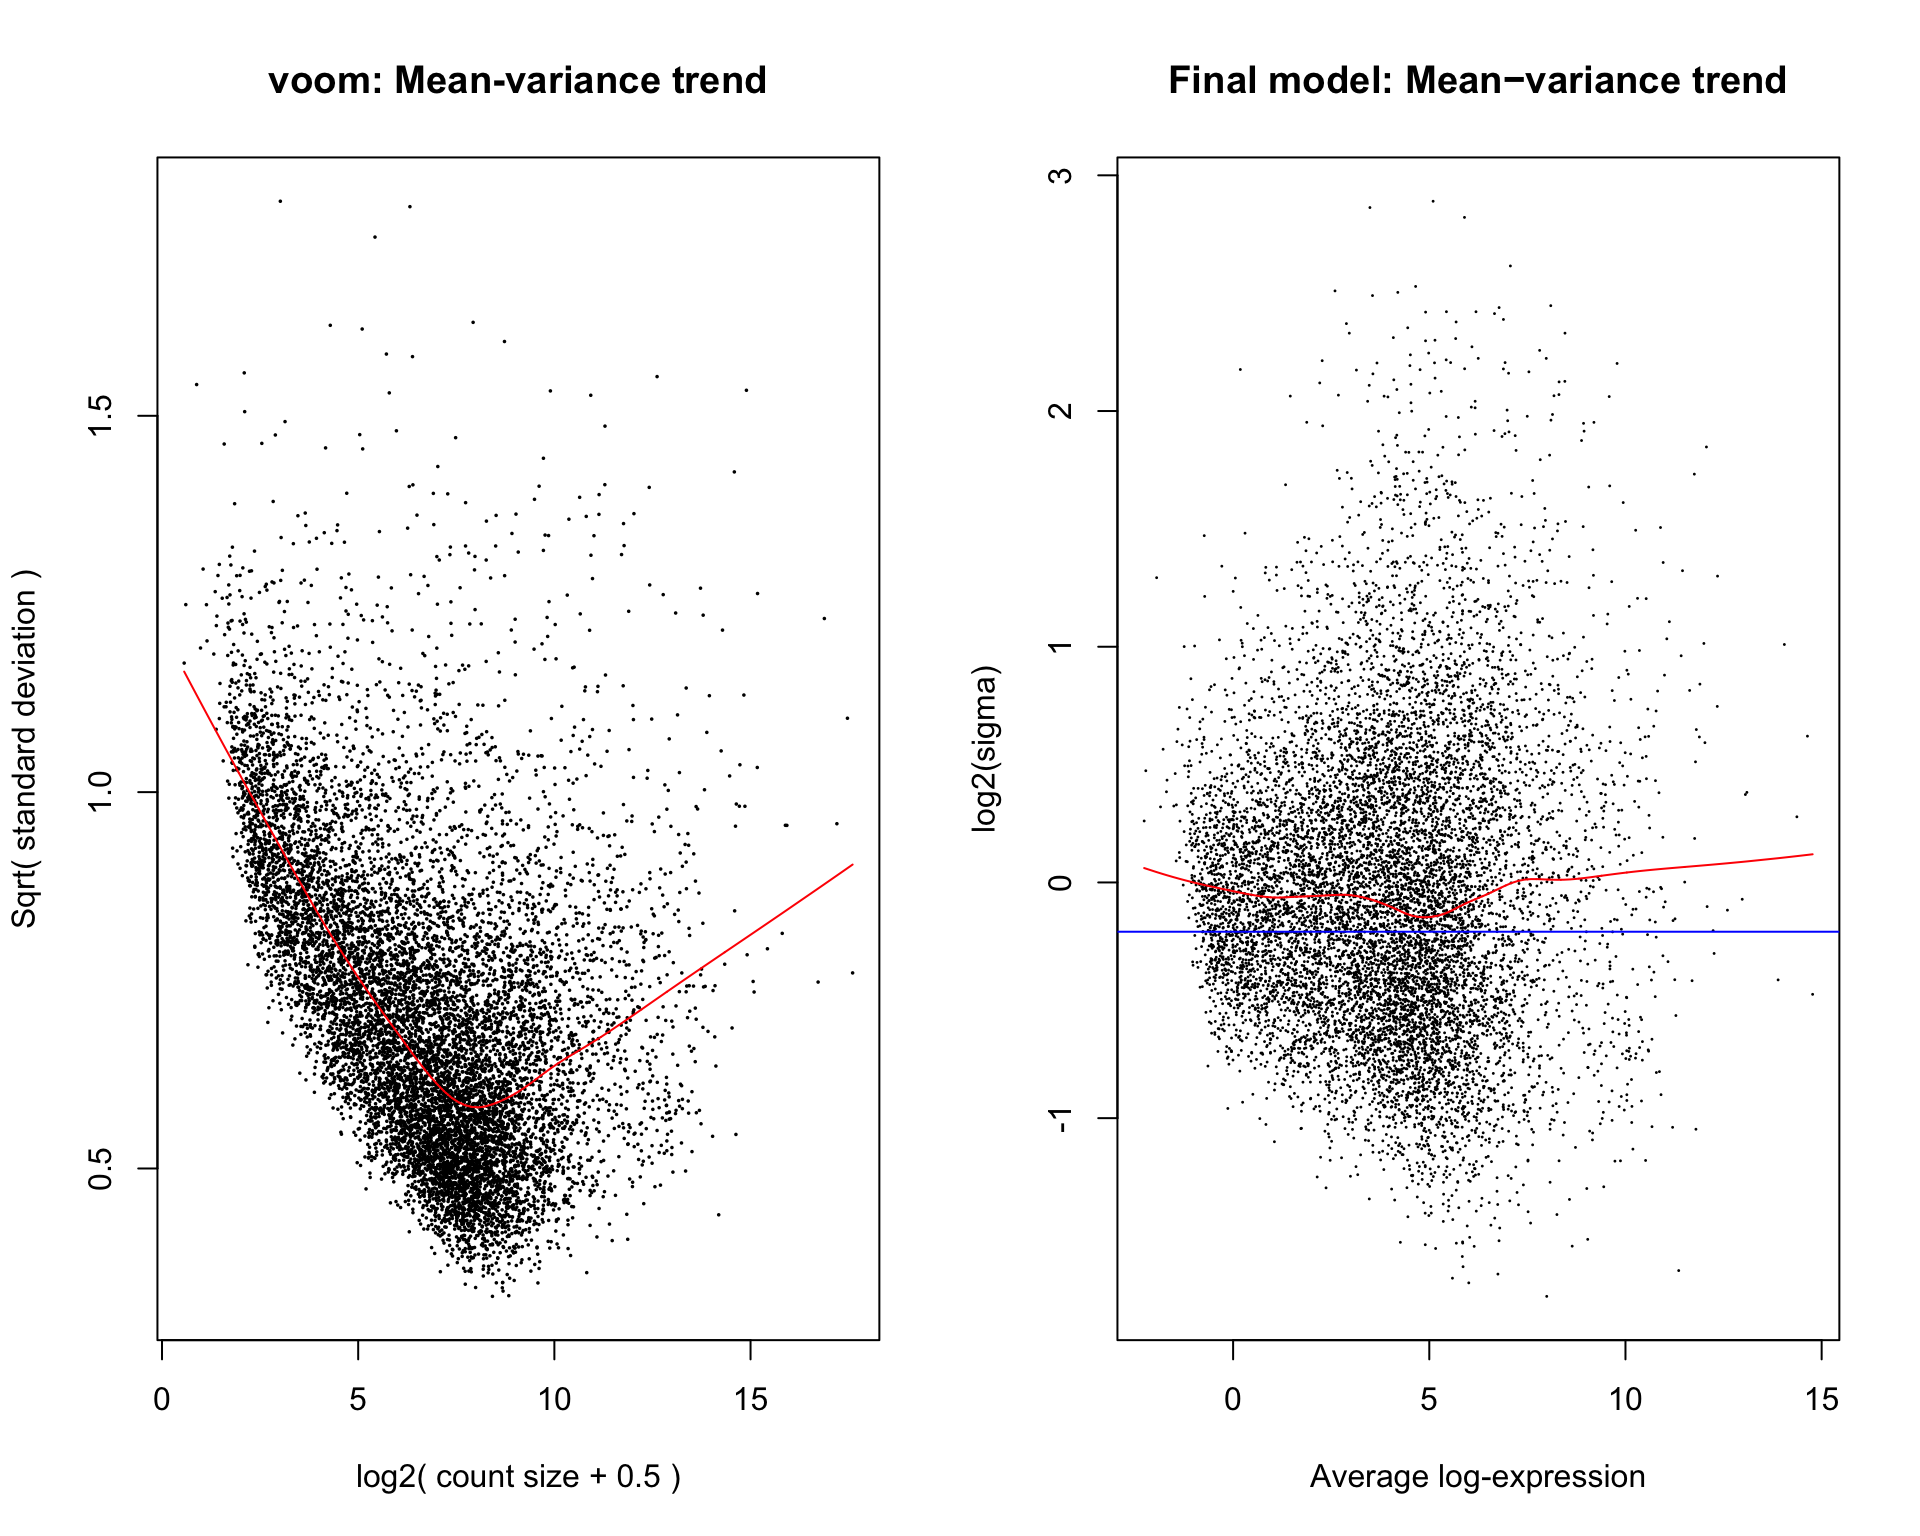 voom: Mean-variance trend
Sqrt( standard deviation )
1.5
1.0
0.5
0 5 10 15
log2( count size + 0.5 )
Final model: Mean−variance trend
log2(sigma)
3
2
1
0
-1
0 5 10 15
Average log-expression